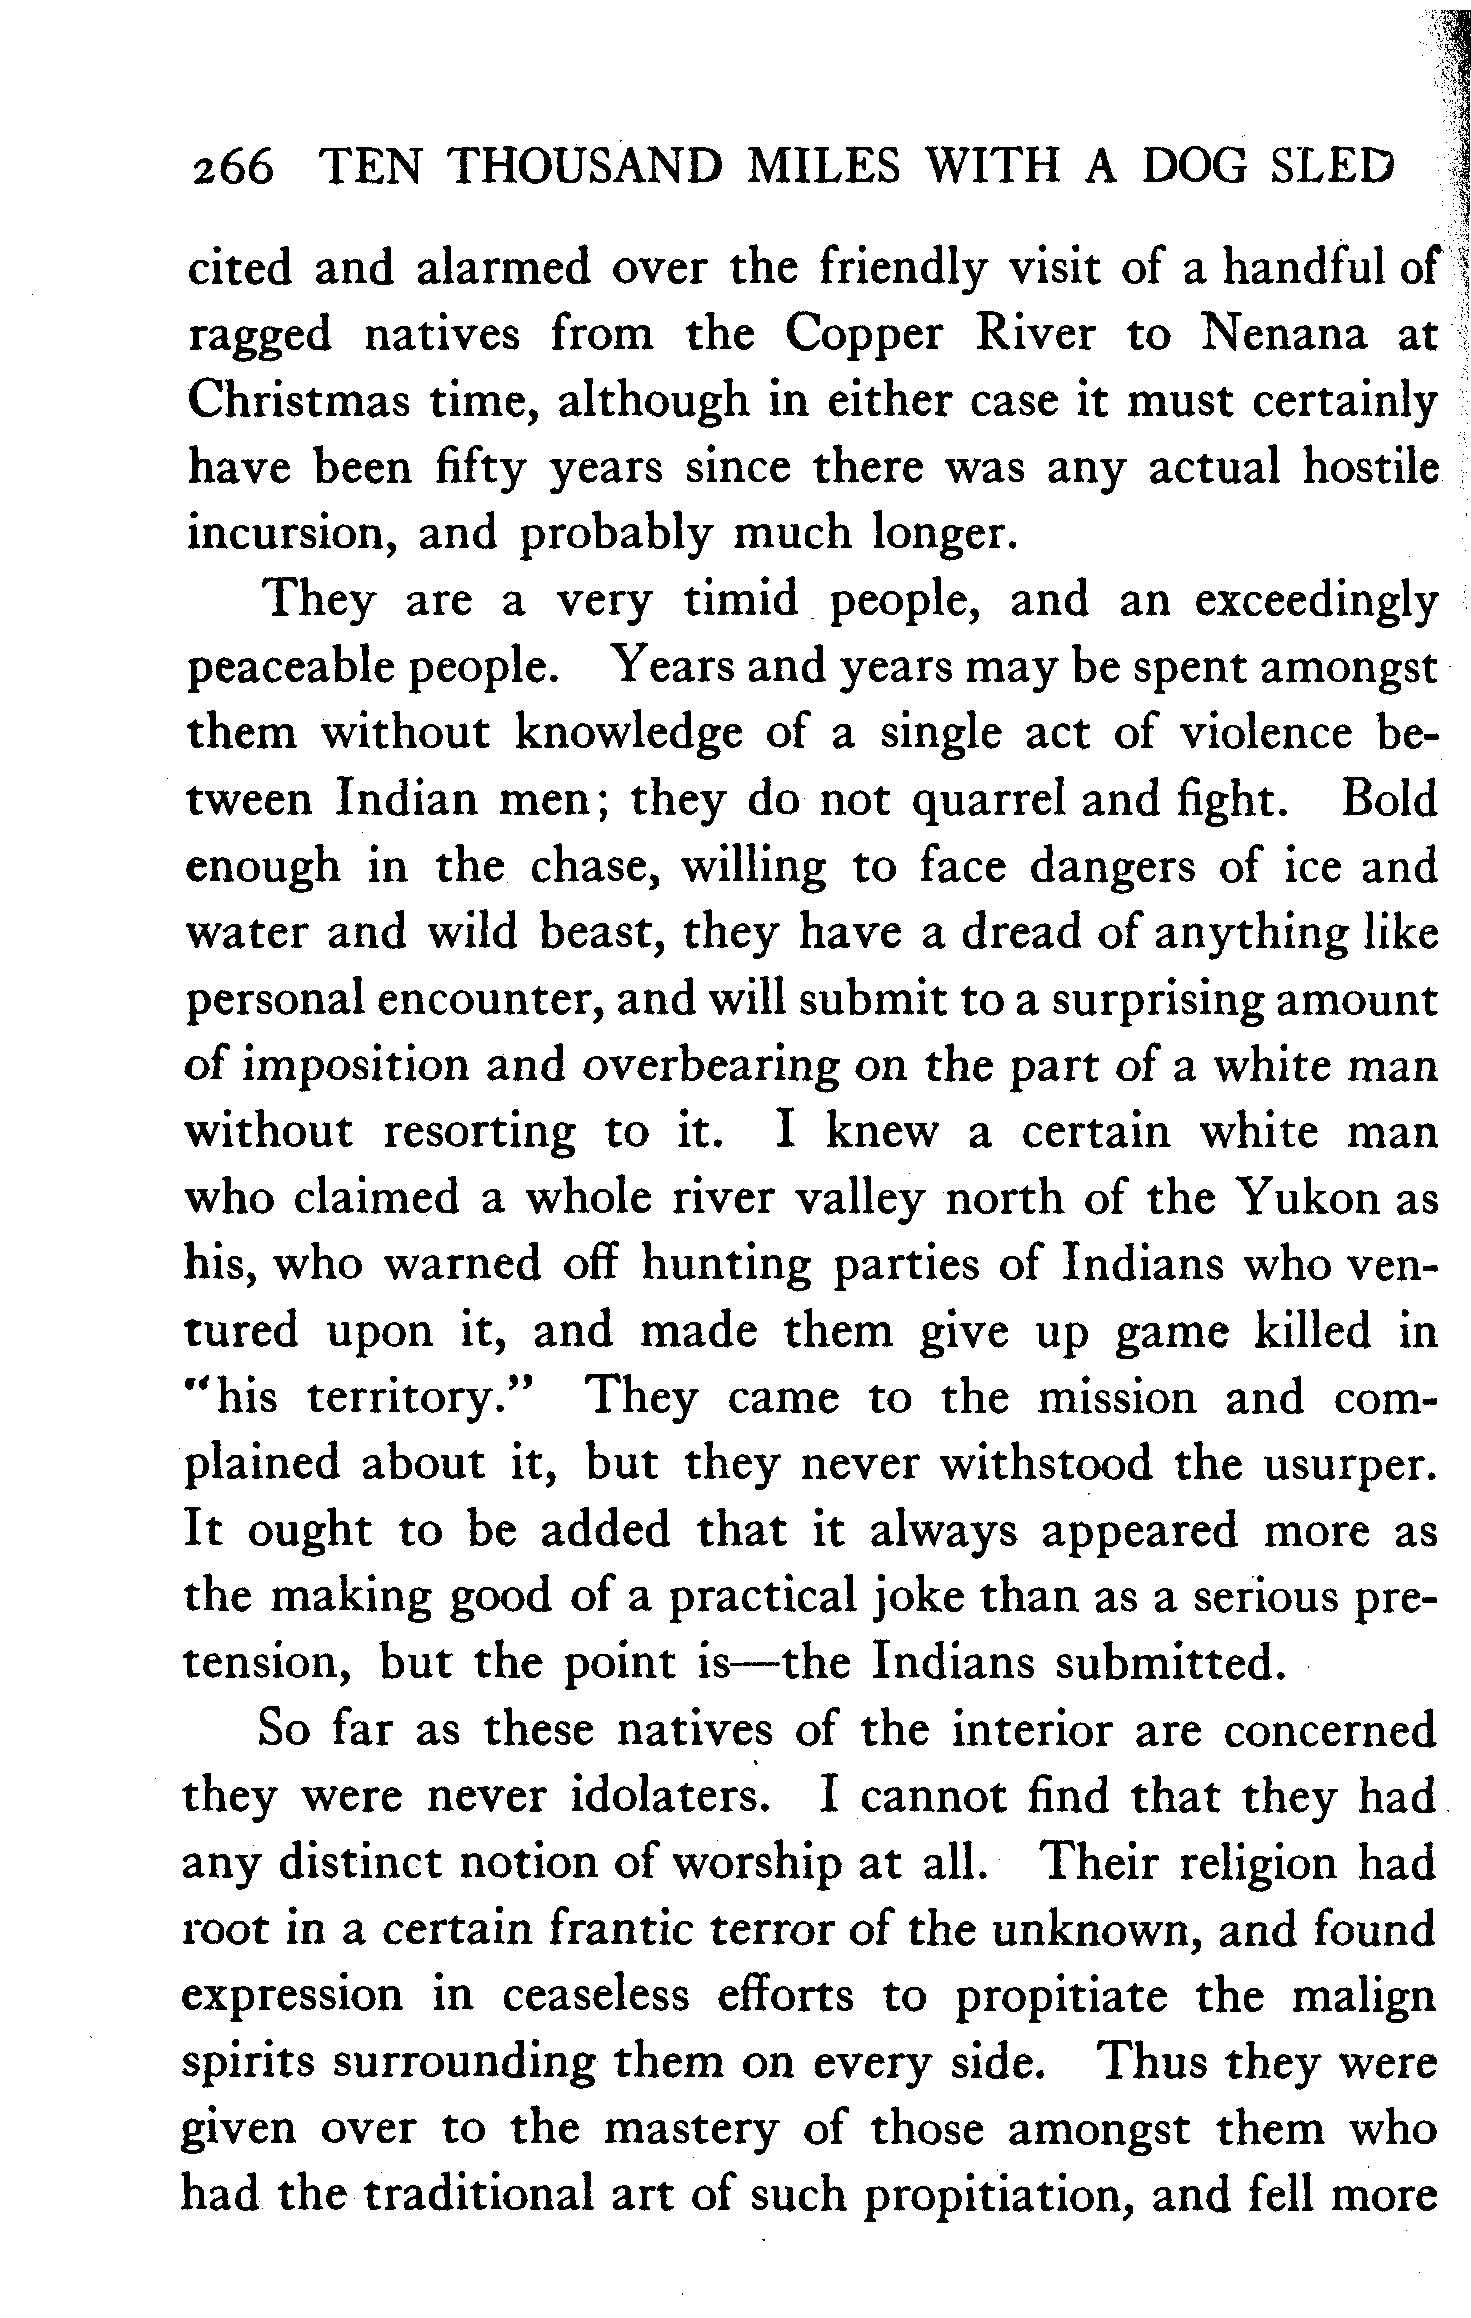 266 TEN THOUSAND MILES WITH A DOG SLED
cited and alarmed over the friendly visit of a handful of
ragged natives from the Copper River to Nenana at
Christmas time, although in either case it must certainly
have been fifty years since there was any actual hostile
incursion, and probably much longer.
They are a very timid people, and an exceedingly
peaceable people. Years and years may be spent amongst
them without knowledge of a single act of violence be-
tween Indian men; they do not quarrel and fight. Bold
enough in the chase, willing to face dangers of ice and
water and wild beast, they have a dread of anything like
personal encounter, and will submit to a surprising amount
of imposition and overbearing on the part of a white man
without resorting to it. I knew a certain white man
who claimed a whole river valley north of the Yukon as
his, who warned off hunting parties of Indians who ven-
tured upon it, and made them give up game killed in
"his territory." They came to the mission and com-
plained about it, but they never withstood the usurper.
It ought to be added that it always appeared more as
the making good of a practical joke than as a serious pre-
tension, but the point is—the Indians submitted.
So far as these natives of the interior are concerned
they were never idolaters. I cannot find that they had
any distinct notion of worship at all. Their religion had
root in a certain frantic terror of the unknown, and found
expression in ceaseless efforts to propitiate the malign
spirits surrounding them on every side. Thus they were
given over to the mastery of those amongst them who
had the traditional art of such propitiation, and fell more